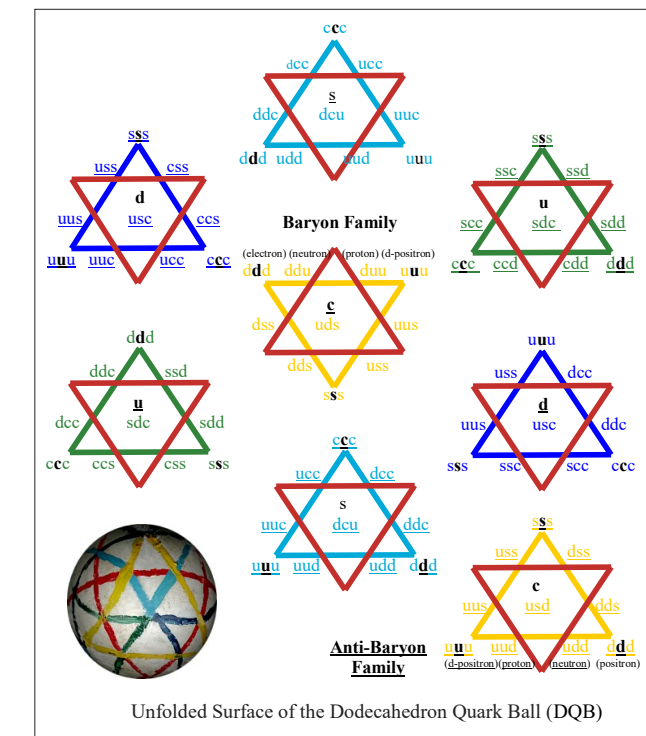 ccc
dcc ucc
s
ddc dcu uuc
ddd udd uud uuu
sss
uss css
d
uus usc ccs
uuu uuc ucc ccc
sss
ssc ssd
u
scc sdc sdd
ccc ccd cdd ddd
Baryon Family
(electron) (neutron) (proton) (d-positron)
ddd ddu duu uuu
c
dss uds uus
dds uss
sss
ddd
ddc ssd
u
dcc sdc sdd
ccc ccs css sss
uuu
uss dcc
d
uus usc ddc
sss ssc scc ccc
ccc
ucc dcc
s
uuc dcu ddc
uuu uud udd ddd
sss
uss dss
c
uus usd dds
uuu uud udd ddd
(d-positron) (proton) (neutron) (positron)
Anti-Baryon
Family
Unfolded Surface of the Dodecahedron Quark Ball (DQB)